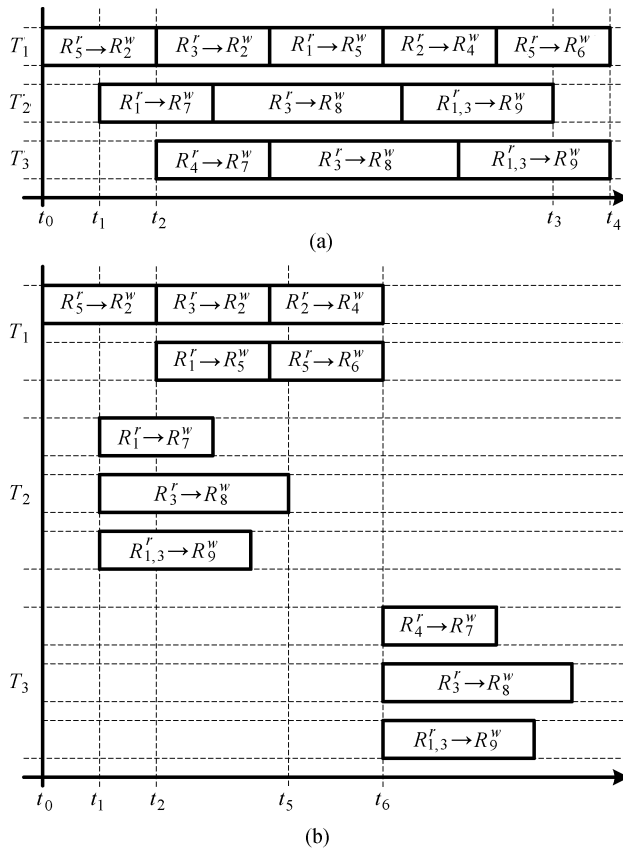 T₁ R₅ʳ→R₂ʷ R₃ʳ→R₂ʷ R₁ʳ→R₅ʷ R₂ʳ→R₄ʷ R₅ʳ→R₆ʷ
T₂ R₁ʳ→R₇ʷ R₃ʳ→R₈ʷ R₁,₃ʳ→R₉ʷ
T₃ R₄ʳ→R₇ʷ R₃ʳ→R₈ʷ R₁,₃ʳ→R₉ʷ
t₀ t₁ t₂ t₃ t₄
(a)
R₅ʳ→R₂ʷ R₃ʳ→R₂ʷ R₂ʳ→R₄ʷ
T₁
R₁ʳ→R₅ʷ R₅ʳ→R₆ʷ
R₁ʳ→R₇ʷ
T₂ R₃ʳ→R₈ʷ
R₁,₃ʳ→R₉ʷ
R₄ʳ→R₇ʷ
T₃ R₃ʳ→R₈ʷ
R₁,₃ʳ→R₉ʷ
t₀ t₁ t₂ t₅ t₆
(b)